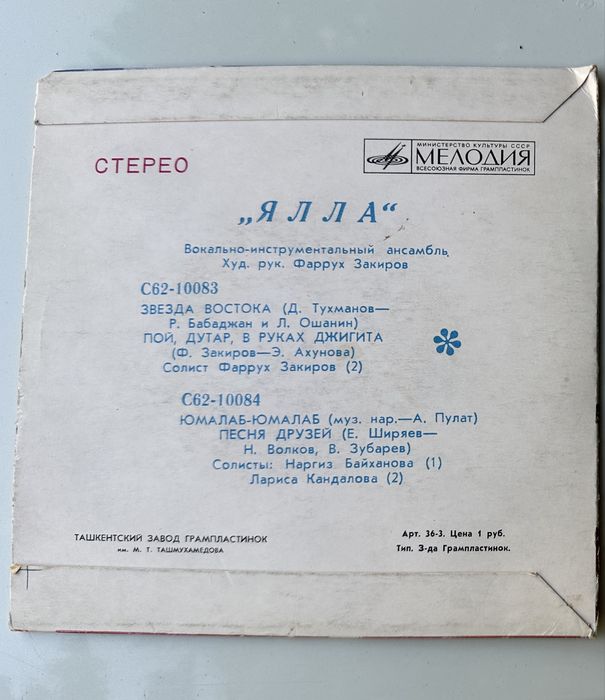 СТЕРЕО
МИНИСТЕРСТВО КУЛЬТУРЫ СССР
МЕЛОДИЯ
ВСЕСОЮЗНАЯ ФИРМА ГРАМПЛАСТИНОК
„ЯЛЛА“
Вокально-инструментальный ансамбль
Худ. рук. Фаррух Закиров
С62-10083
ЗВЕЗДА ВОСТОКА (Д. Тухманов—
Р. Бабаджан и Л. Ошанин)
ПОЙ, ДУТАР, В РУКАХ ДЖИГИТА
(Ф. Закиров—Э. Ахунова)
Солист Фаррух Закиров (2)
С62-10084
ЮМАЛАБ-ЮМАЛАБ (муз. нар.—А. Пулат)
ПЕСНЯ ДРУЗЕЙ (Е. Ширяев—
Н. Волков, В. Зубарев)
Солисты: Наргиз Байханова (1)
Лариса Кандалова (2)
ТАШКЕНТСКИЙ ЗАВОД ГРАМПЛАСТИНОК
им. М. Т. ТАШМУХАМЕДОВА
Арт. 36-3. Цена 1 руб.
Тип. З-да Грампластинок.